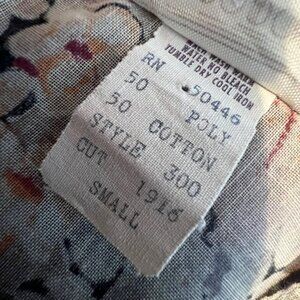 MACH WASH WARM
WATER NO BLEACH
TUMBLE DRY COOL IRON
RN 50446
50 POLY
50 COTTON
STYLE 300
CUT 1916
SMALL